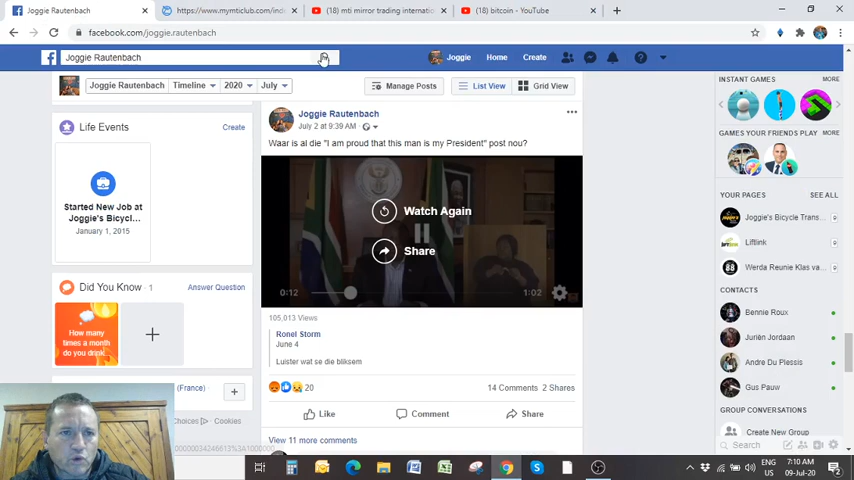 Joggie Rautenbach
https://www.mymticlub.com/ind
(18) mti mirror trading internatio
(18) bitcoin - YouTube
facebook.com/joggie.rautenbach
Joggie Rautenbach
Joggie
Home
Create
Joggie Rautenbach
Timeline
2020
July
Manage Posts
List View
Grid View
INSTANT GAMES
MORE
GAMES YOUR FRIENDS PLAY
MORE
YOUR PAGES
SEE ALL
Joggie's Bicycle Trans...
Liftlink
Werda Reunie Klas va...
CONTACTS
Bennie Roux
Juriën Jordaan
Andre Du Plessis
Gus Pauw
GROUP CONVERSATIONS
Create New Group
Search
Life Events
Create
Started New Job at
Joggie's Bicycl...
January 1, 2015
Did You Know · 1
Answer Question
How many
times a month
do you drink...
(France)
Choices
Cookies
Joggie Rautenbach
July 2 at 9:39 AM
Waar is al die "I am proud that this man is my President" post nou?
Watch Again
Share
0:12
1:02
105,013 Views
Ronel Storm
June 4
Luister wat se die bliksem
20
14 Comments 2 Shares
Like
Comment
Share
View 11 more comments
ENG
US
7:10 AM
09-Jul-20
2